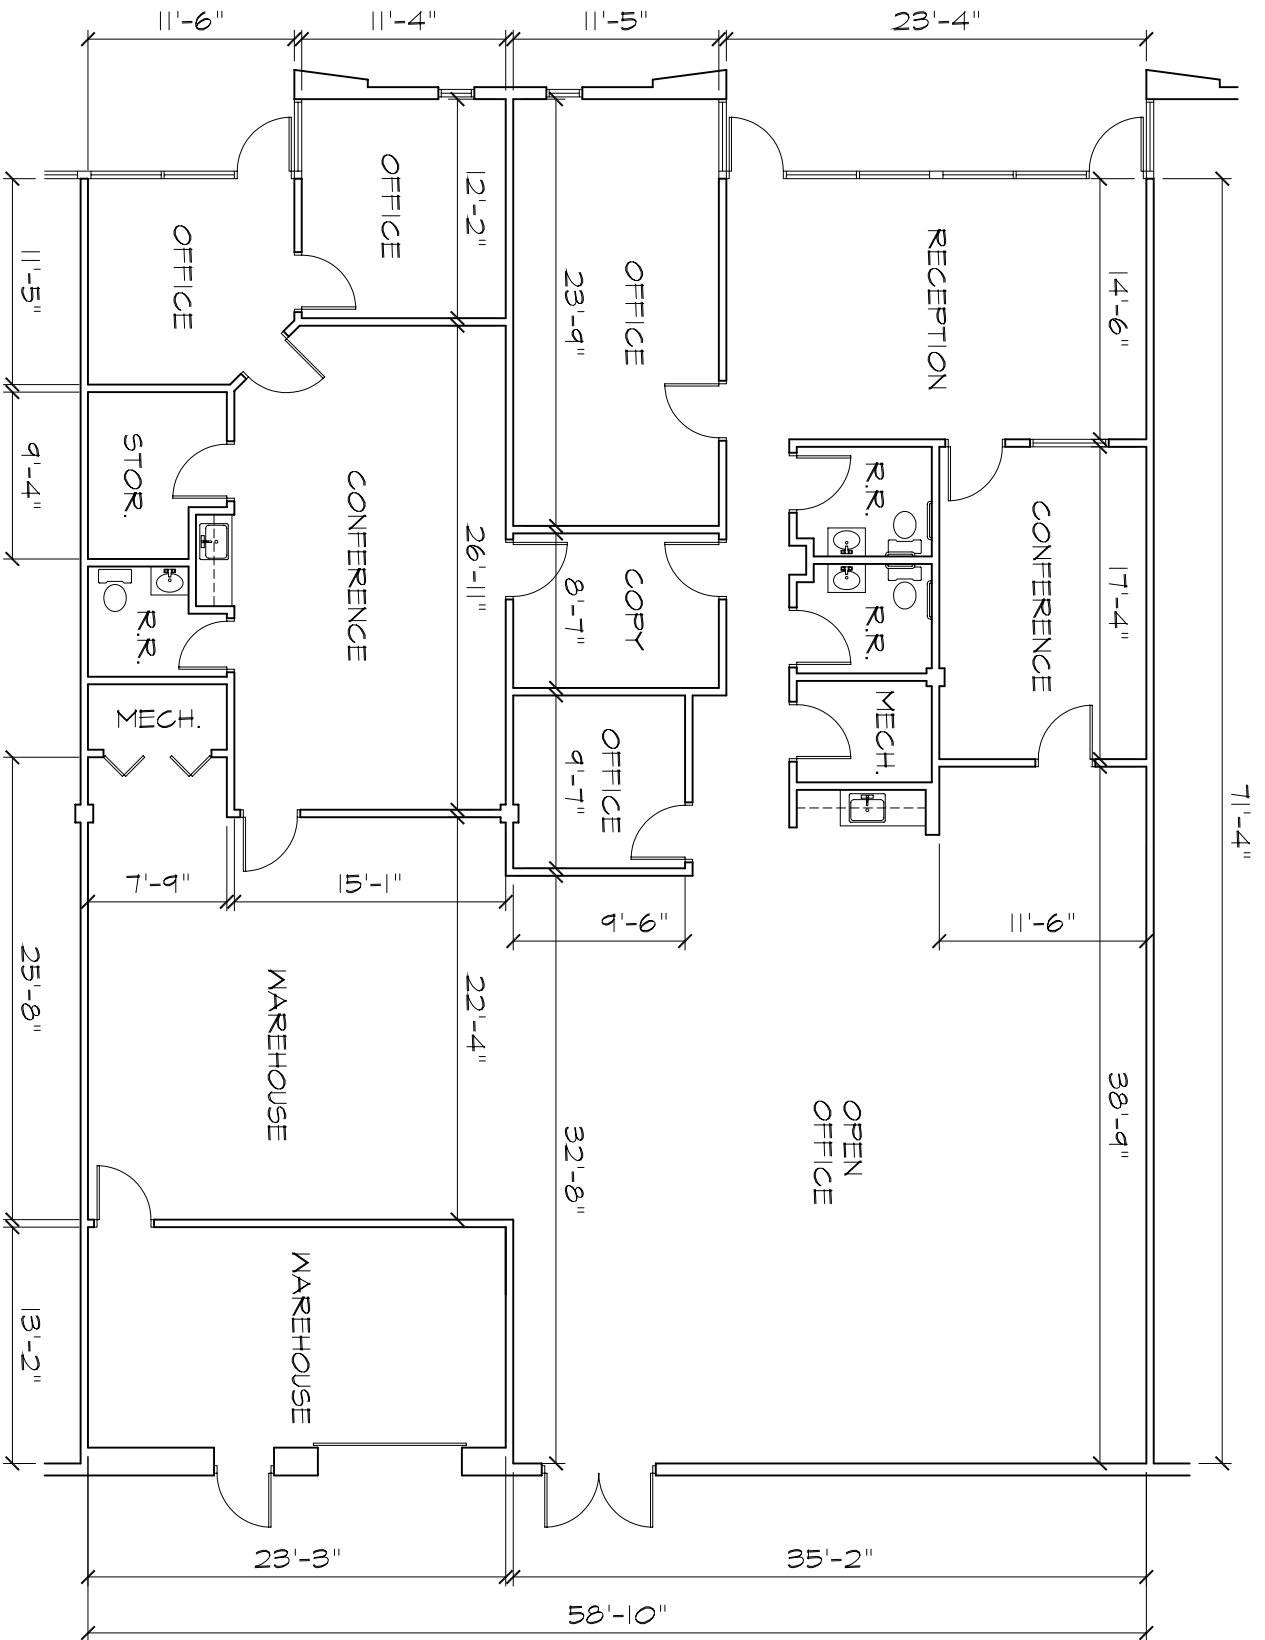 11'-6"
11'-4"
11'-5"
23'-4"
OFFICE
12'-2"
OFFICE
11'-5"
OFFICE
23'-9"
RECEPTION
14'-6"
STOR.
9'-4"
CONFERENCE
26'-11"
R.R.
CONFERENCE
17'-4"
COPY
8'-7"
R.R.
R.R.
MECH.
MECH.
OFFICE
9'-7"
71'-4"
7'-9"
15'-1"
9'-6"
11'-6"
25'-8"
WAREHOUSE
22'-4"
OPEN
OFFICE
32'-8"
38'-9"
WAREHOUSE
13'-2"
23'-3"
35'-2"
58'-10"